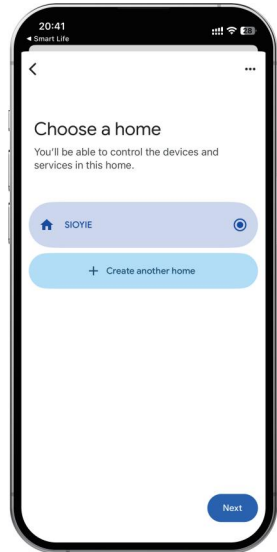 20:41
28
◀ Smart Life
Choose a home
You'll be able to control the devices and
services in this home.
SIOYIE
+ Create another home
Next